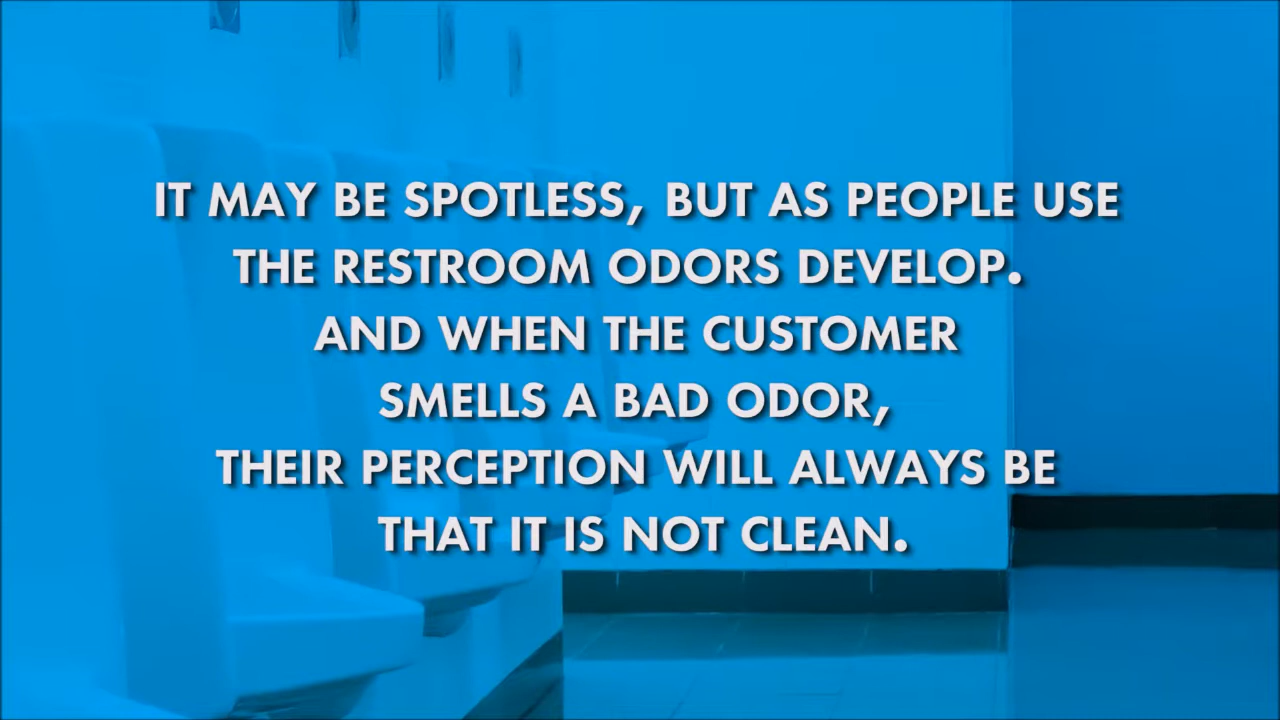 IT MAY BE SPOTLESS, BUT AS PEOPLE USE
THE RESTROOM ODORS DEVELOP.
AND WHEN THE CUSTOMER
SMELLS A BAD ODOR,
THEIR PERCEPTION WILL ALWAYS BE
THAT IT IS NOT CLEAN.